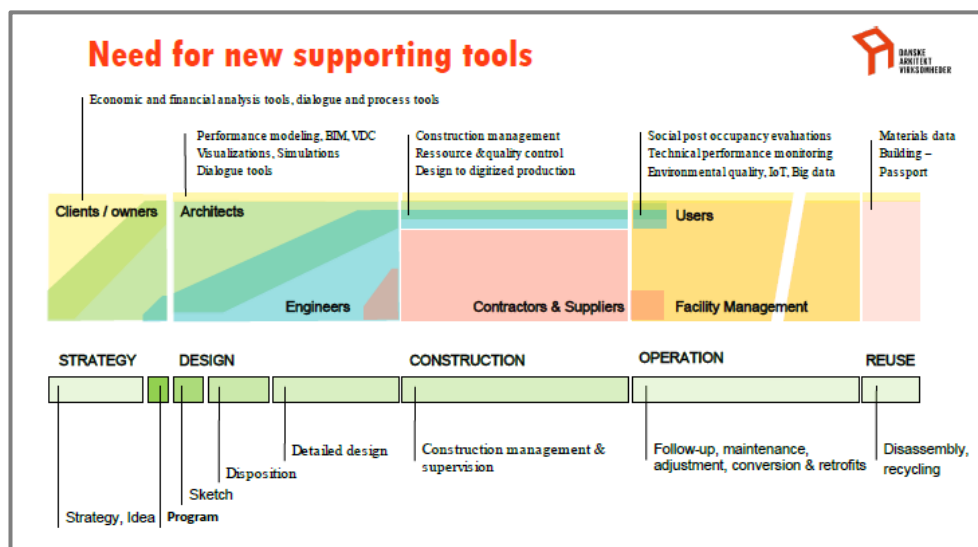 Need for new supporting tools
DANSKE
ARKITEKT
VIRKSOMHEDER
Economic and financial analysis tools, dialogue and process tools
Performance modeling, BIM, VDC
Visualizations, Simulations
Dialogue tools
Construction management
Ressource &quality control
Design to digitized production
Social post occupancy evaluations
Technical performance monitoring
Environmental quality, IoT, Big data
Materials data
Building –
Passport
Clients / owners
Architects
Users
Engineers
Contractors & Suppliers
Facility Management
STRATEGY
DESIGN
CONSTRUCTION
OPERATION
REUSE
Detailed design
Construction management &
supervision
Follow-up, maintenance,
adjustment, conversion & retrofits
Disassembly,
recycling
Disposition
Sketch
Strategy, Idea
Program